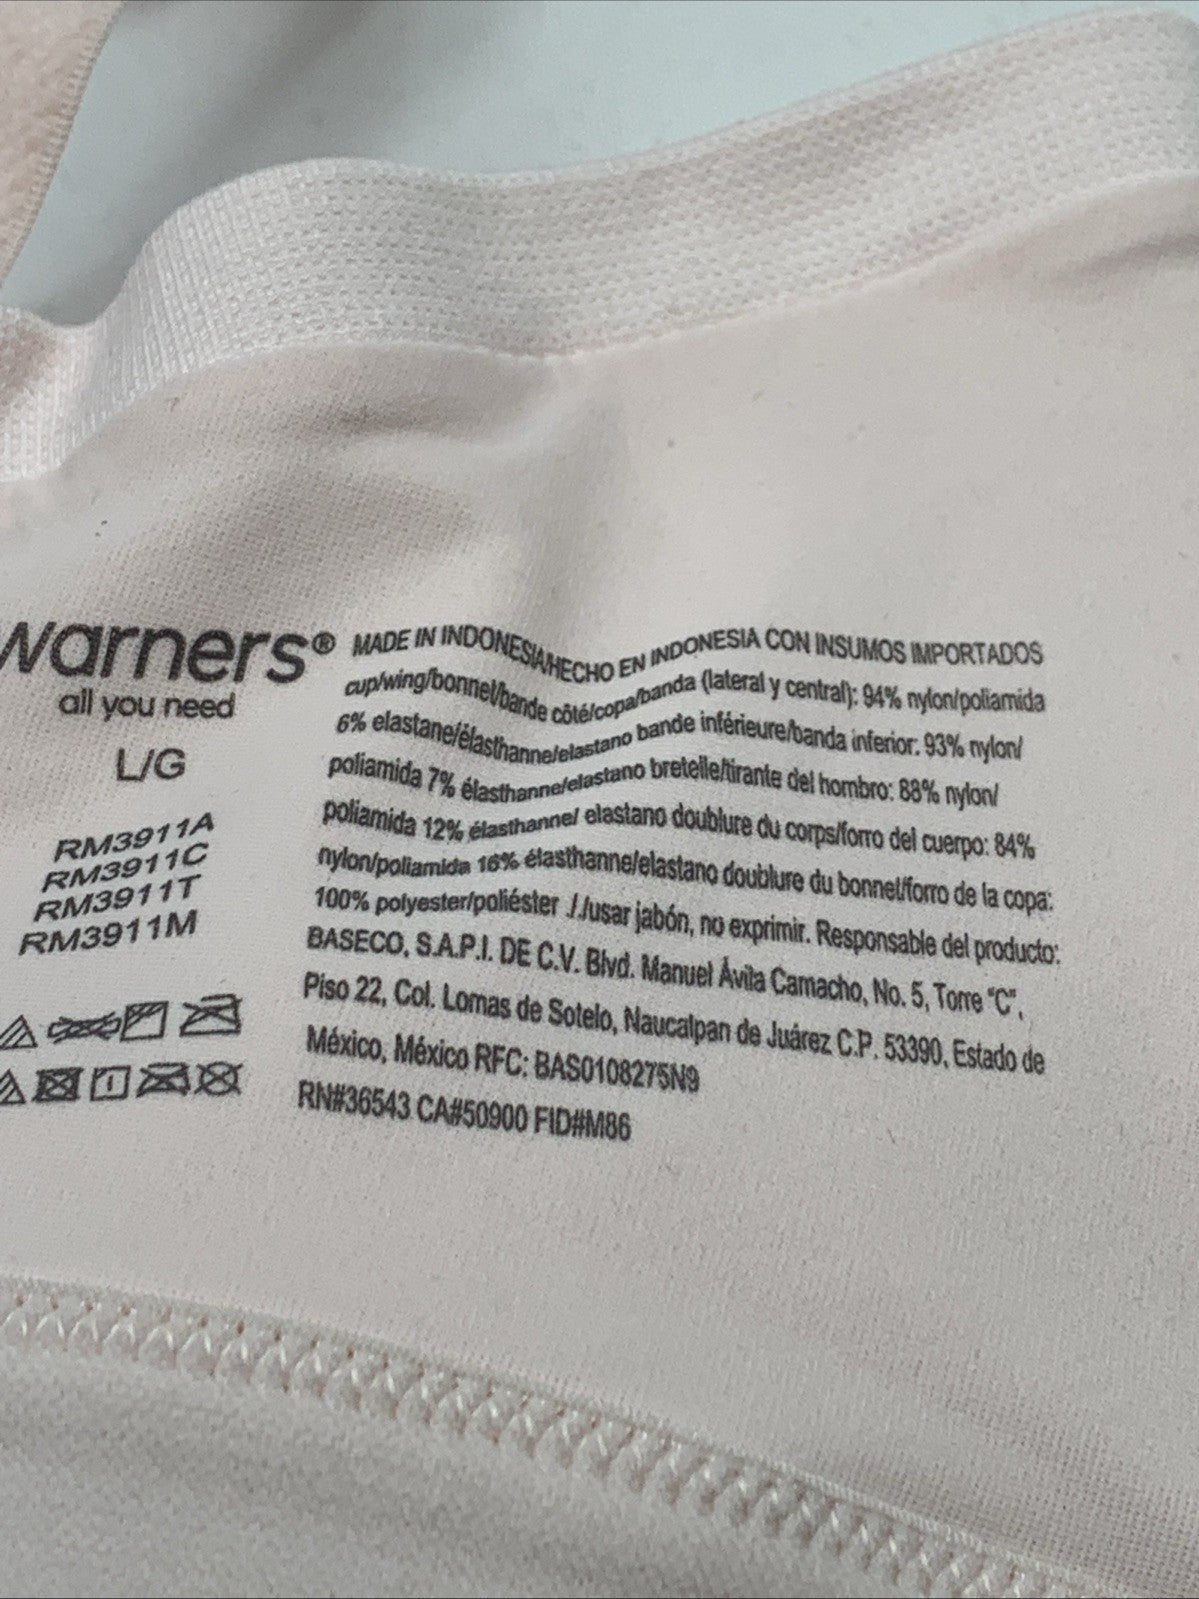 warners®
all you need
L/G
RM3911A
RM3911C
RM3911T
RM3911M
MADE IN INDONESIA/HECHO EN INDONESIA CON INSUMOS IMPORTADOS
cup/wing/bonnet/bande côté/copa/banda (lateral y central): 94% nylon/poliamida
6% elastane/élasthanne/elastano bande inférieure/banda inferior: 93% nylon/
poliamida 7% élasthanne/elastano bretelle/tirante del hombro: 88% nylon/
poliamida 12% élasthanne/ elastano doublure du corps/forro del cuerpo: 84%
nylon/poliamida 16% élasthanne/elastano doublure du bonnet/forro de la copa:
100% polyester/poliéster ./.usar jabón, no exprimir. Responsable del producto:
BASECO, S.A.P.I. DE C.V. Blvd. Manuel Ávila Camacho, No. 5, Torre "C",
Piso 22, Col. Lomas de Sotelo, Naucalpan de Juárez C.P. 53390, Estado de
México, México RFC: BAS0108275N9
RN#36543 CA#50900 FID#M86